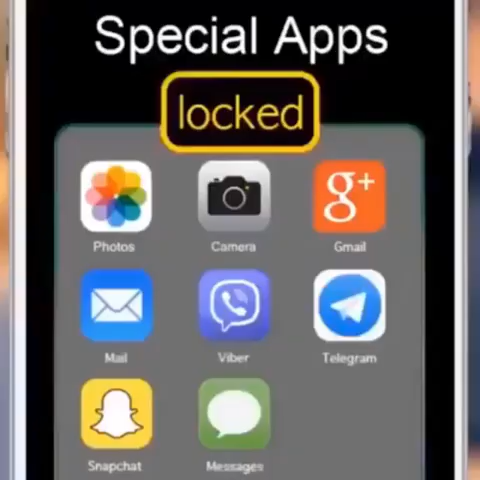 Special Apps
locked
g+
Photos
Camera
Gmail
Mail
Viber
Telegram
Snapchat
Messages